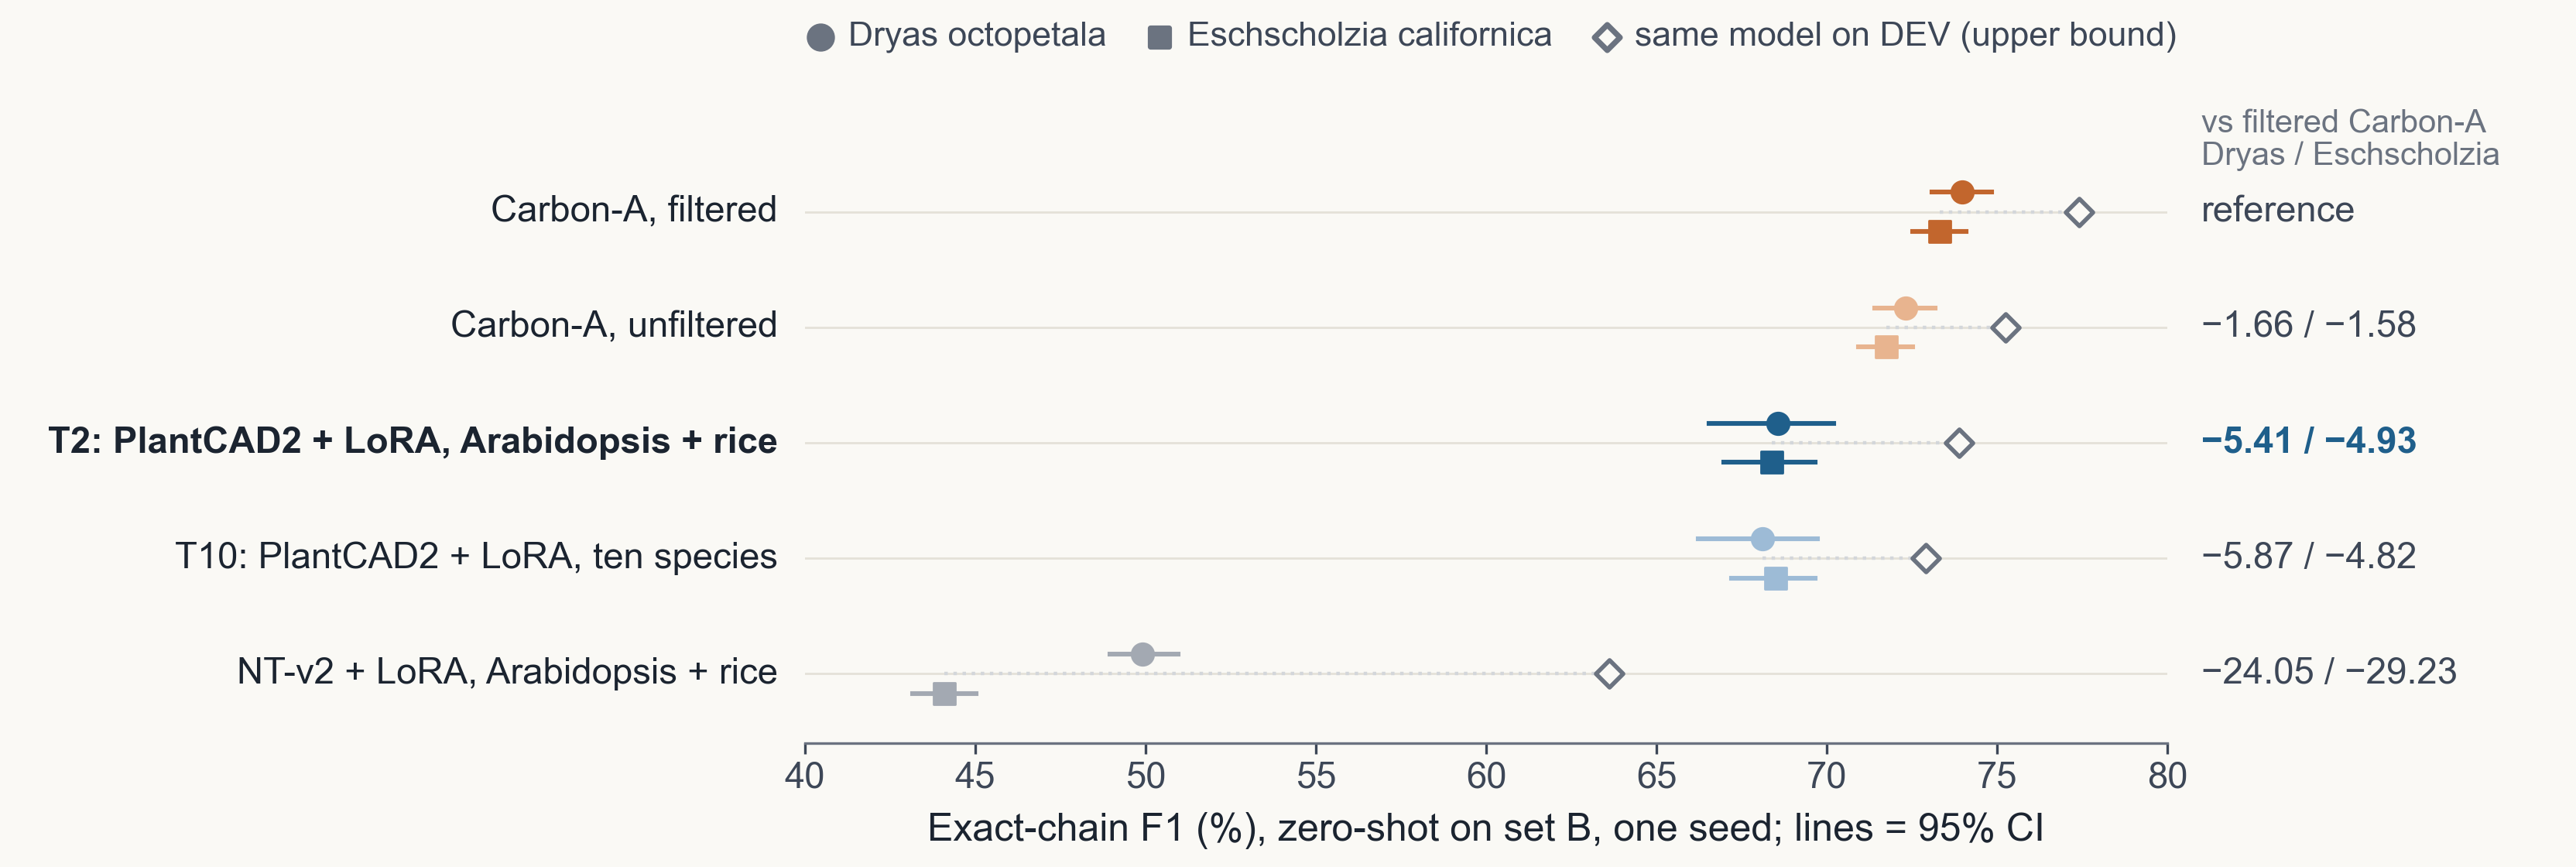 Dryas octopetala
Eschscholzia californica
same model on DEV (upper bound)
vs filtered Carbon-A
Dryas / Eschscholzia
Carbon-A, filtered
reference
Carbon-A, unfiltered
−1.66 / −1.58
T2: PlantCAD2 + LoRA, Arabidopsis + rice
−5.41 / −4.93
T10: PlantCAD2 + LoRA, ten species
−5.87 / −4.82
NT-v2 + LoRA, Arabidopsis + rice
−24.05 / −29.23
40 45 50 55 60 65 70 75 80
Exact-chain F1 (%), zero-shot on set B, one seed; lines = 95% CI